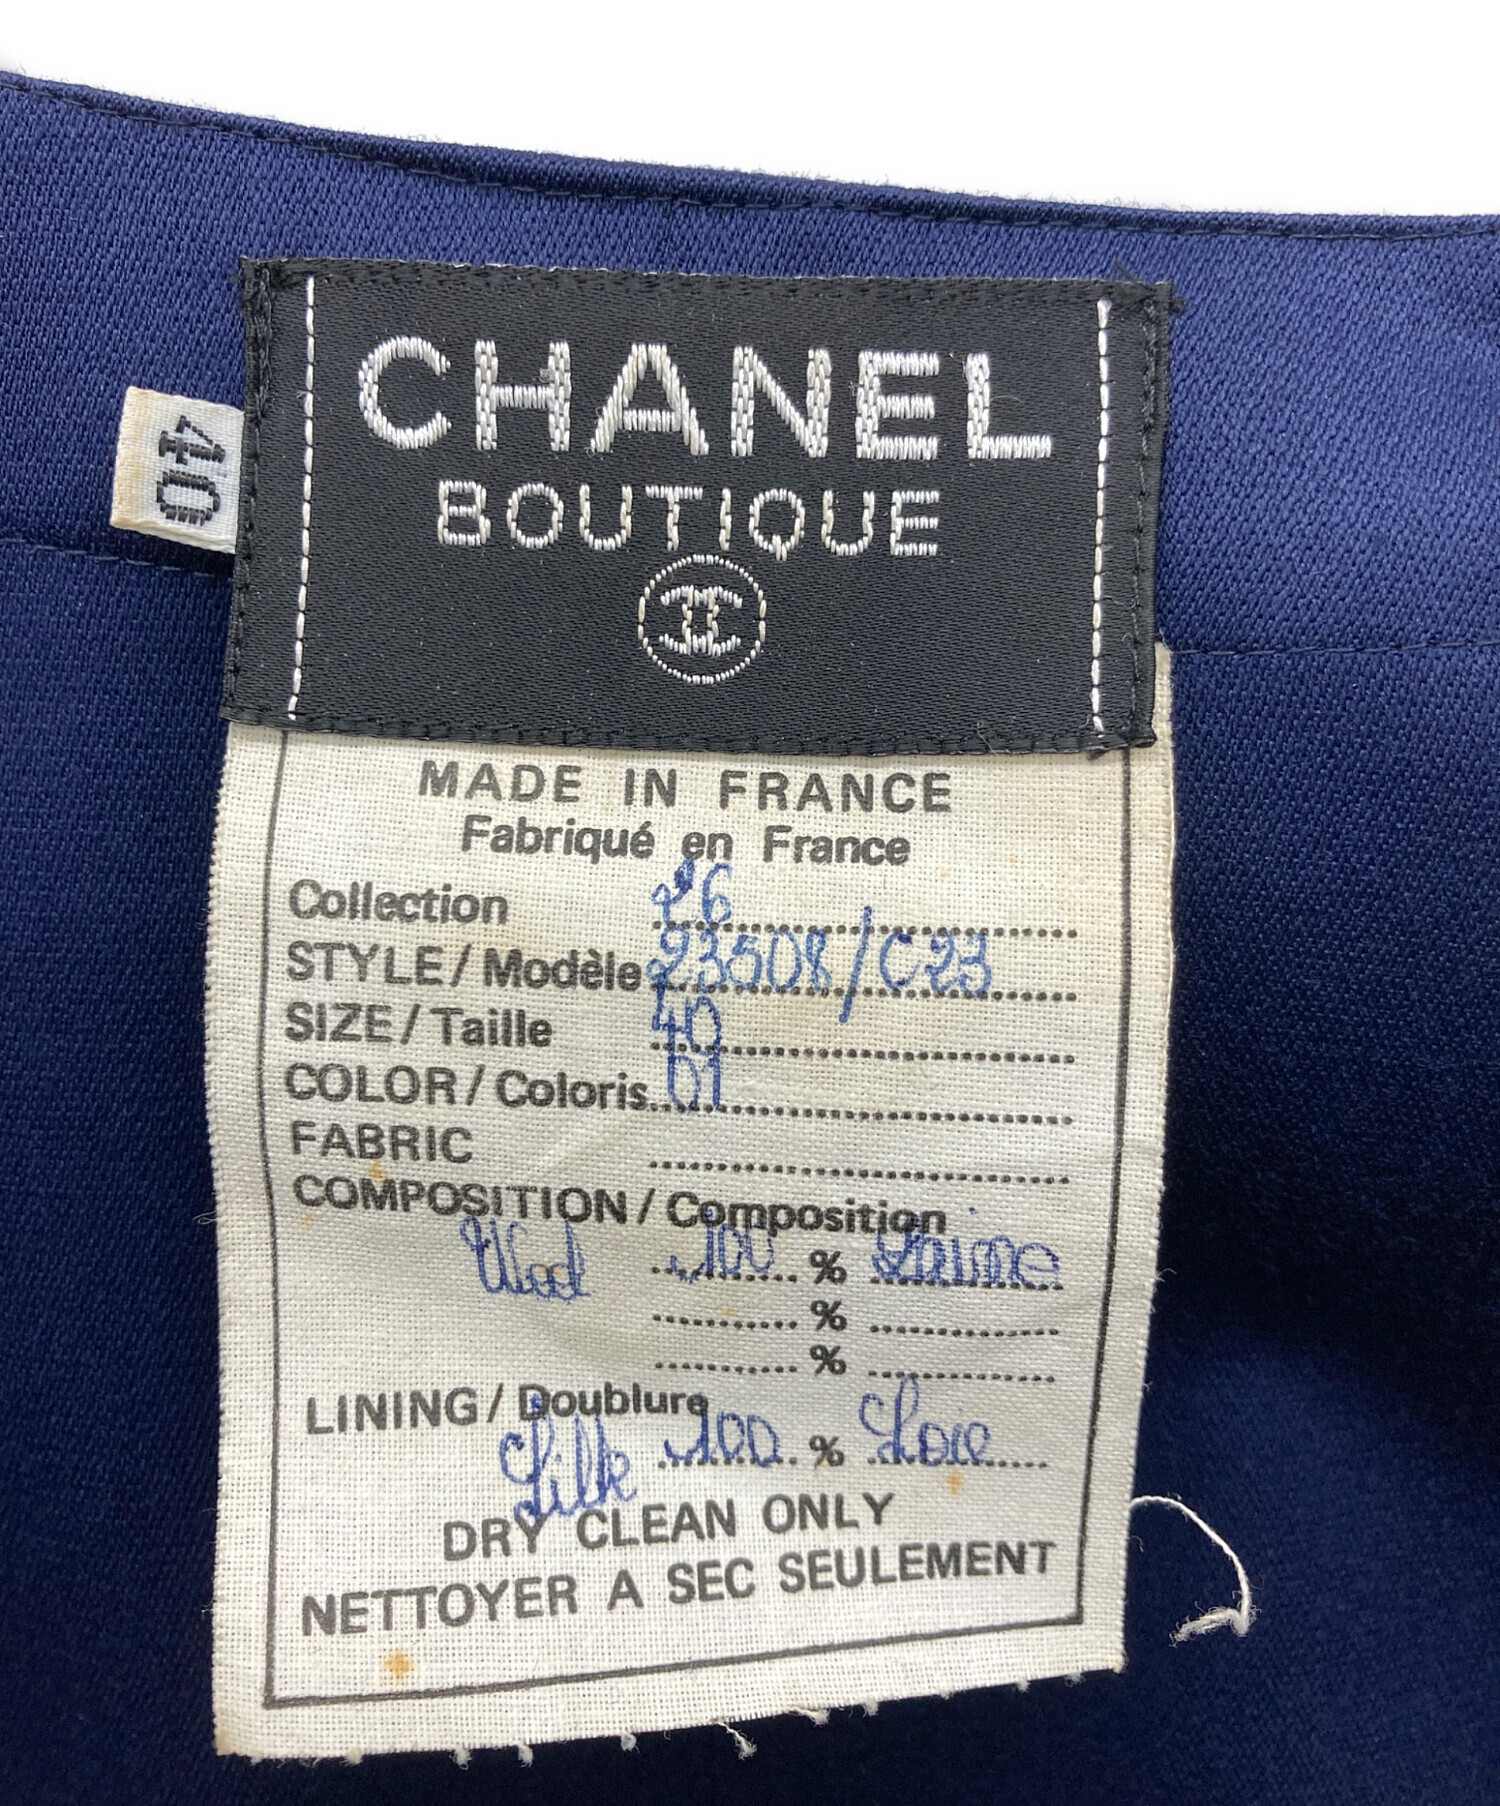 CHANEL
BOUTIQUE
40
MADE IN FRANCE
Fabriqué en France
Collection 26
STYLE/Modèle 23508/C23
SIZE/Taille 40
COLOR/Coloris 01
FABRIC
COMPOSITION/Composition
Wool 100 % Laine
%
%
LINING/Doublure
Silk 100 % Soie
DRY CLEAN ONLY
NETTOYER A SEC SEULEMENT